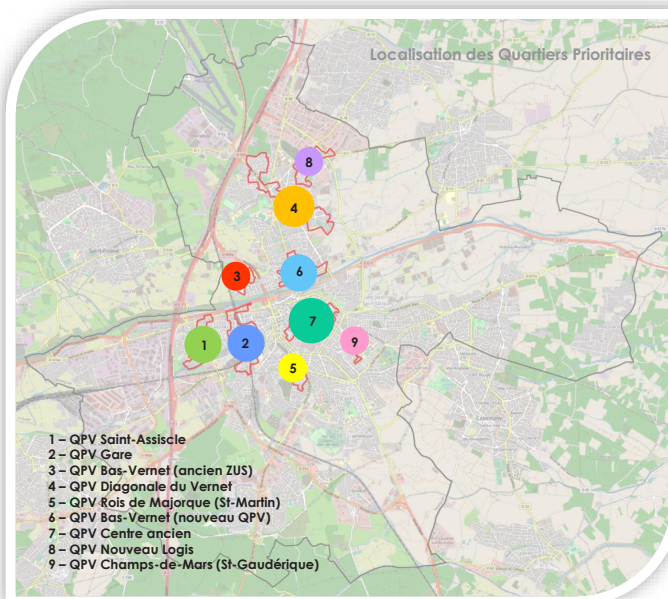 Localisation des Quartiers Prioritaires
8
4
3
6
7
1
2
9
5
1 – QPV Saint-Assiscle
2 – QPV Gare
3 – QPV Bas-Vernet (ancien ZUS)
4 – QPV Diagonale du Vernet
5 – QPV Rois de Majorque (St-Martin)
6 – QPV Bas-Vernet (nouveau QPV)
7 – QPV Centre ancien
8 – QPV Nouveau Logis
9 – QPV Champs-de-Mars (St-Gaudérique)